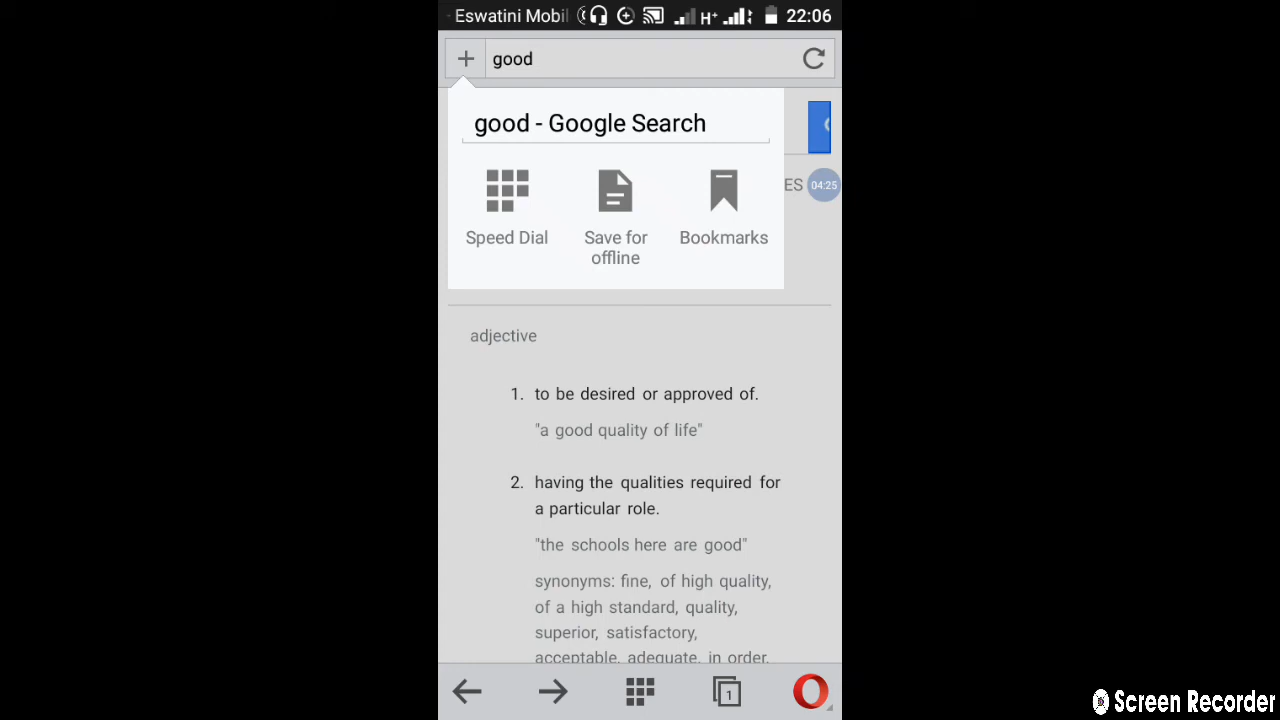 Eswatini Mobil
H+
22:06
+ good
good - Google Search
Speed Dial
Save for
offline
Bookmarks
ES
04:25
adjective
1. to be desired or approved of.
"a good quality of life"
2. having the qualities required for
a particular role.
"the schools here are good"
synonyms: fine, of high quality,
of a high standard, quality,
superior, satisfactory,
acceptable, adequate, in order,
1
Screen Recorder